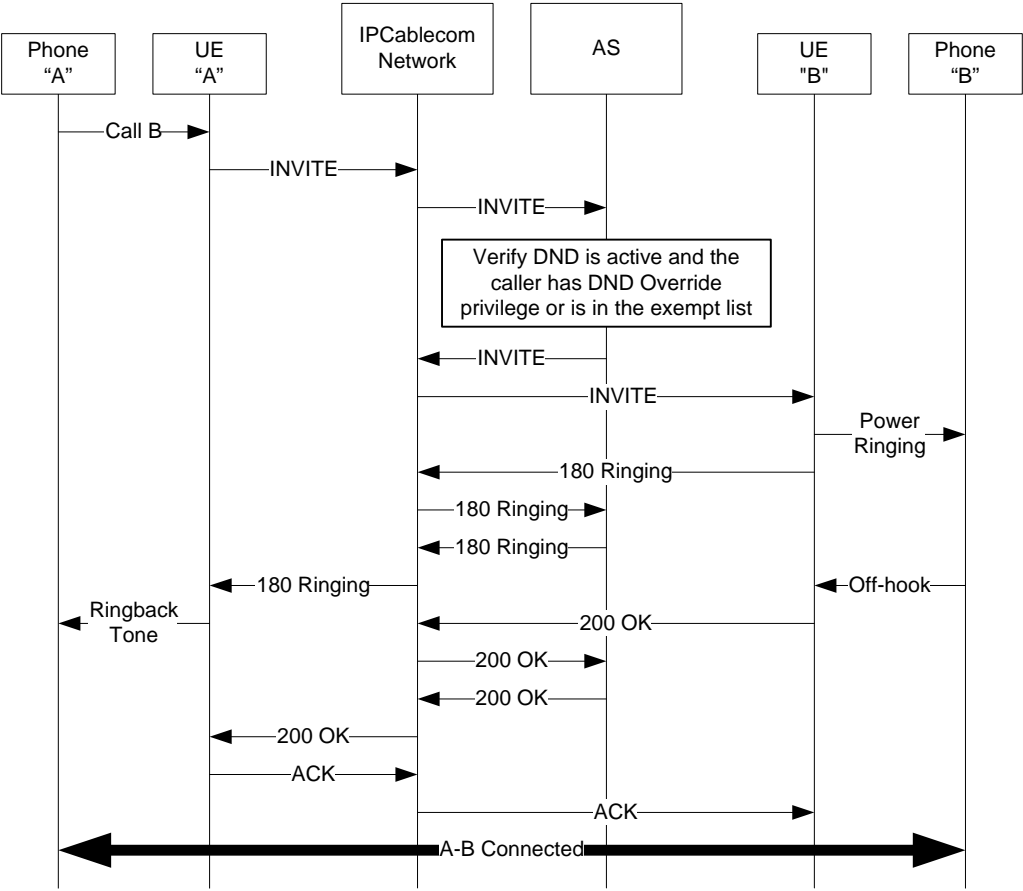 Phone
“A”
UE
“A”
IPCablecom
Network
AS
UE
"B"
Phone
“B”
Call B
INVITE
INVITE
Verify DND is active and the
caller has DND Override
privilege or is in the exempt list
INVITE
INVITE
Power
Ringing
180 Ringing
180 Ringing
180 Ringing
180 Ringing
Off-hook
Ringback
Tone
200 OK
200 OK
200 OK
200 OK
ACK
ACK
A-B Connected